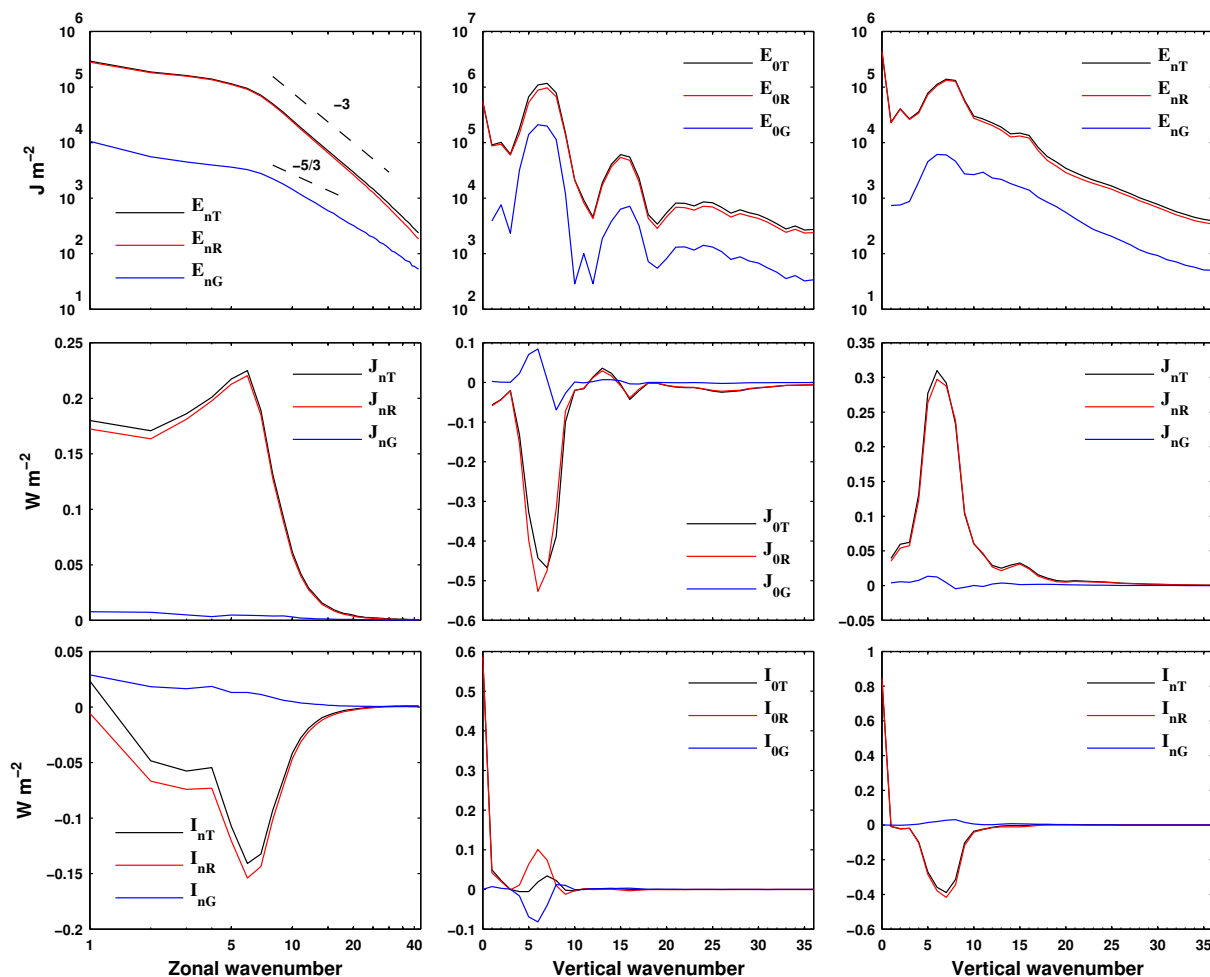 10^6
10^5
10^4
10^3
10^2
10^1
J m^−2
−3
−5/3
E_nT
E_nR
E_nG
10^7
10^6
10^5
10^4
10^3
10^2
E_0T
E_0R
E_0G
10^6
10^5
10^4
10^3
10^2
10^1
E_nT
E_nR
E_nG
0.25
0.2
0.15
0.1
0.05
0
W m^−2
J_nT
J_nR
J_nG
0.1
0
−0.1
−0.2
−0.3
−0.4
−0.5
−0.6
J_0T
J_0R
J_0G
0.35
0.3
0.25
0.2
0.15
0.1
0.05
0
−0.05
J_nT
J_nR
J_nG
0.05
0
−0.05
−0.1
−0.15
−0.2
W m^−2
I_nT
I_nR
I_nG
1 5 10 20 40
Zonal wavenumber
0.6
0.5
0.4
0.3
0.2
0.1
0
−0.1
I_0T
I_0R
I_0G
0 5 10 15 20 25 30 35
Vertical wavenumber
1
0.8
0.6
0.4
0.2
0
−0.2
−0.4
−0.6
I_nT
I_nR
I_nG
0 5 10 15 20 25 30 35
Vertical wavenumber